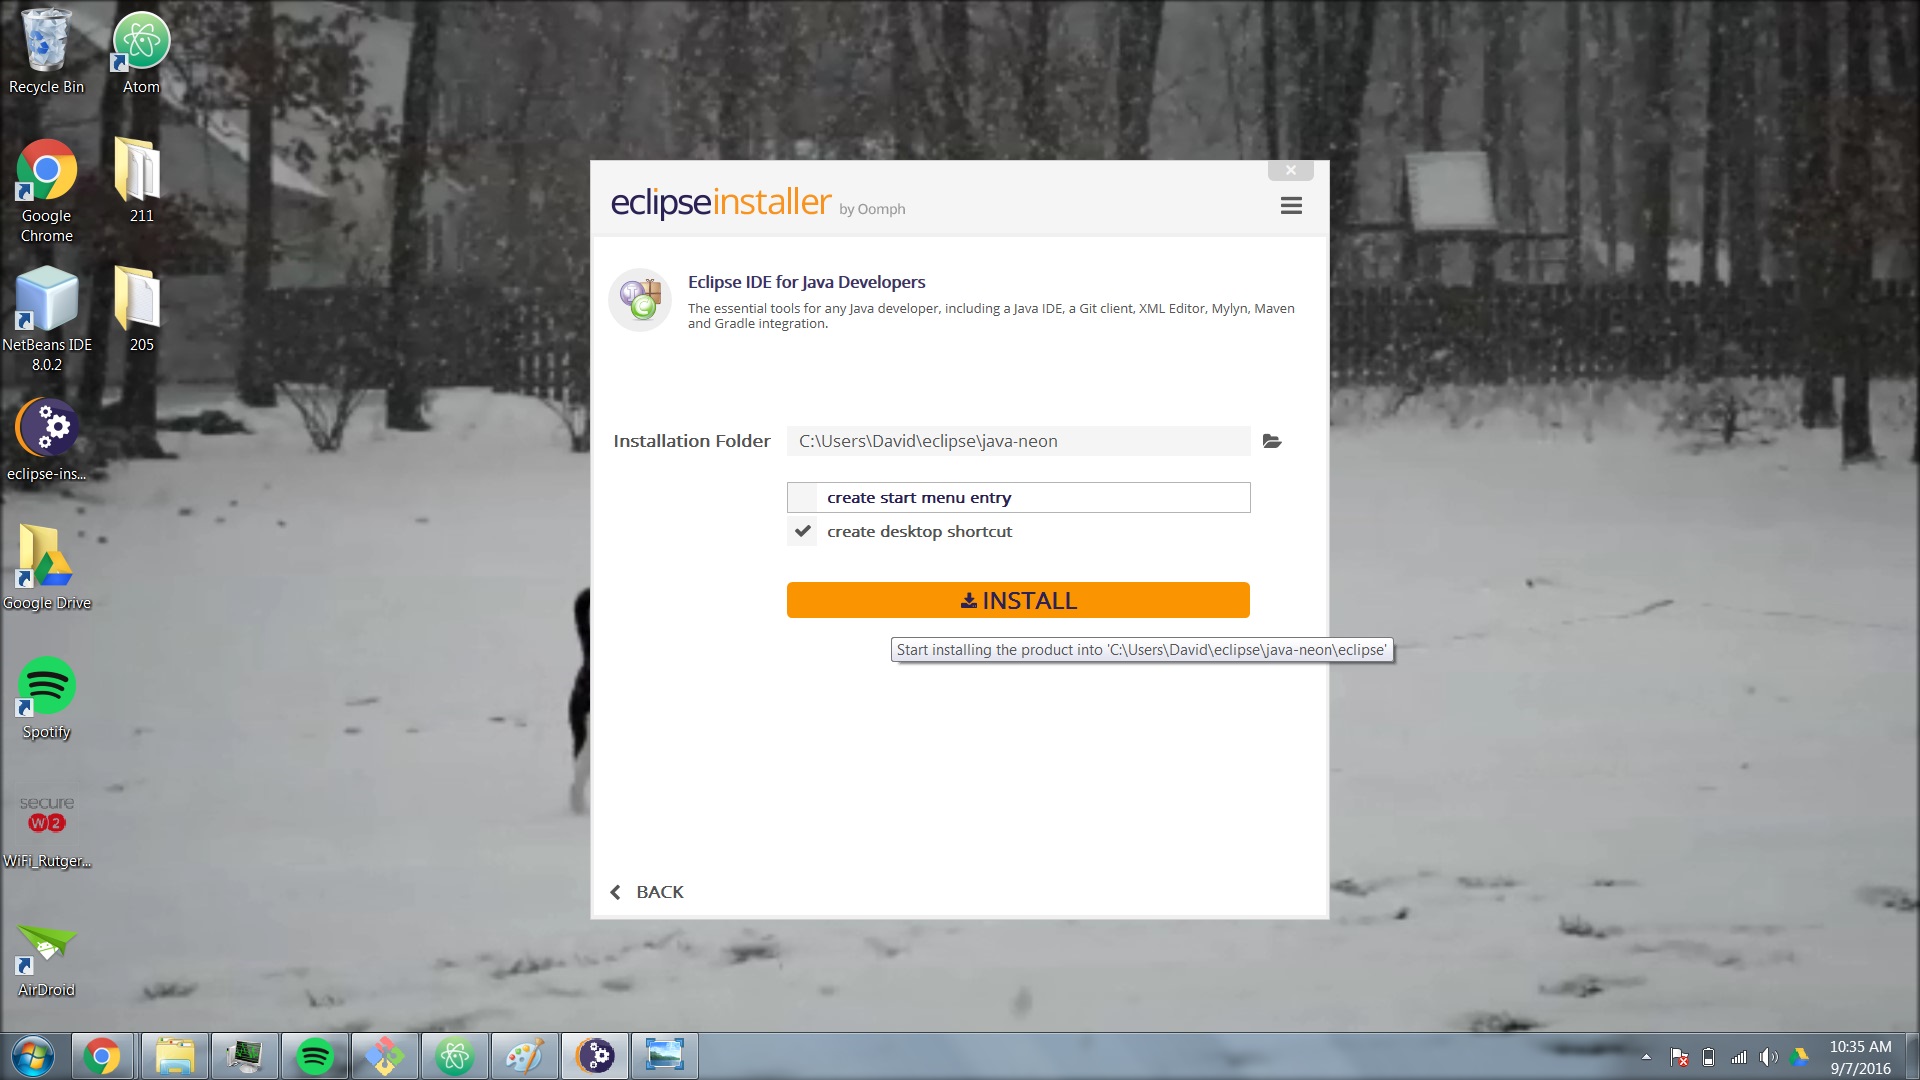 Recycle Bin
Atom
Google
Chrome
211
NetBeans IDE
8.0.2
205
eclipse-ins...
Google Drive
Spotify
secure
W2
WiFi_Rutger...
AirDroid
eclipseinstaller by Oomph
Eclipse IDE for Java Developers
The essential tools for any Java developer, including a Java IDE, a Git client, XML Editor, Mylyn, Maven
and Gradle integration.
Installation Folder
C:\Users\David\eclipse\java-neon
create start menu entry
create desktop shortcut
INSTALL
Start installing the product into 'C:\Users\David\eclipse\java-neon\eclipse'
BACK
10:35 AM
9/7/2016